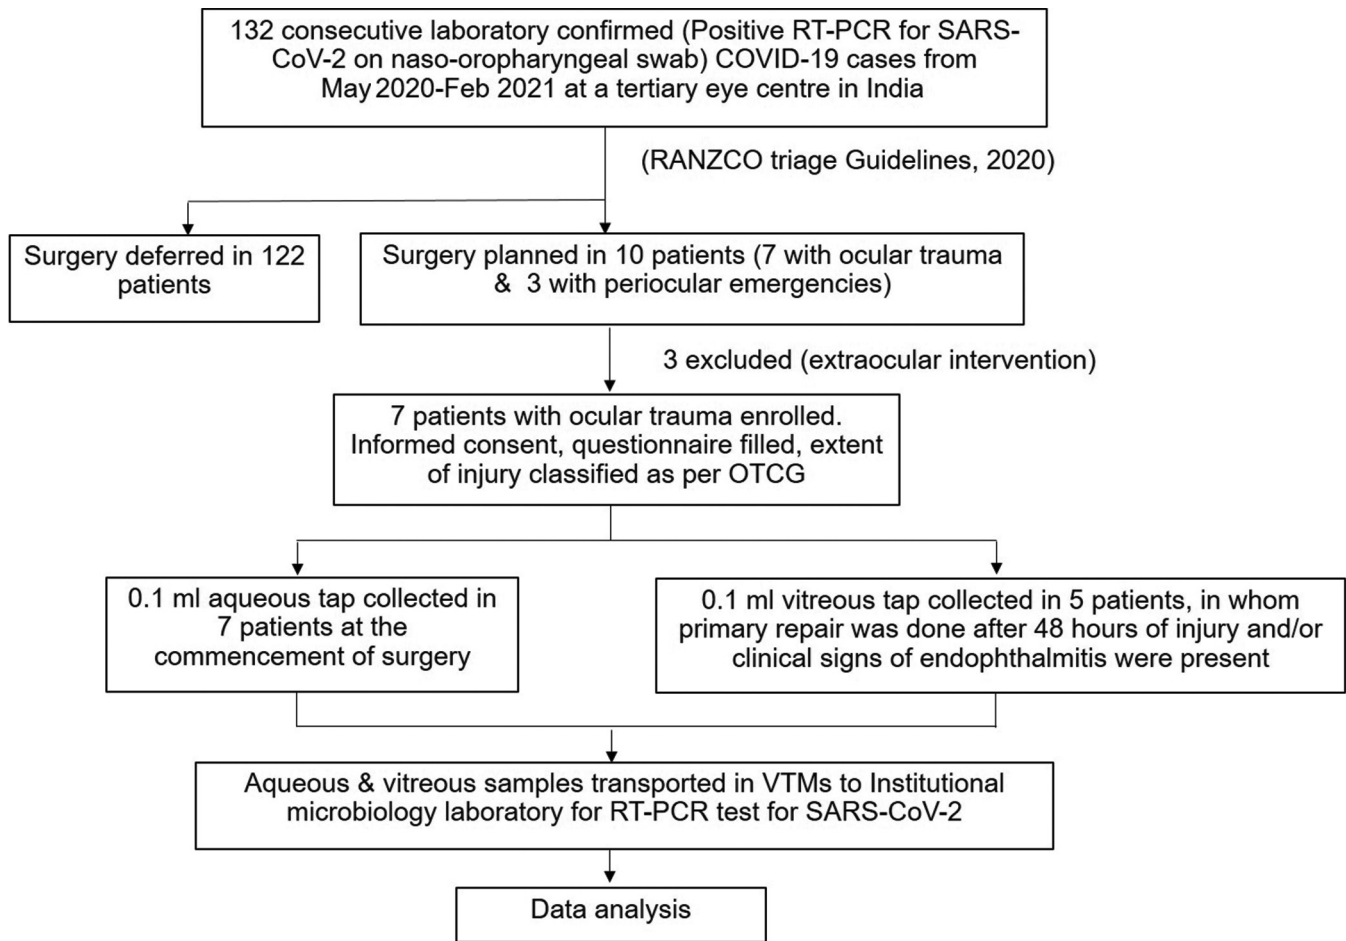 132 consecutive laboratory confirmed (Positive RT-PCR for SARS-
CoV-2 on naso-oropharyngeal swab) COVID-19 cases from
May 2020-Feb 2021 at a tertiary eye centre in India
(RANZCO triage Guidelines, 2020)
Surgery deferred in 122
patients
Surgery planned in 10 patients (7 with ocular trauma
& 3 with periocular emergencies)
3 excluded (extraocular intervention)
7 patients with ocular trauma enrolled.
Informed consent, questionnaire filled, extent
of injury classified as per OTCG
0.1 ml aqueous tap collected in
7 patients at the
commencement of surgery
0.1 ml vitreous tap collected in 5 patients, in whom
primary repair was done after 48 hours of injury and/or
clinical signs of endophthalmitis were present
Aqueous & vitreous samples transported in VTMs to Institutional
microbiology laboratory for RT-PCR test for SARS-CoV-2
Data analysis